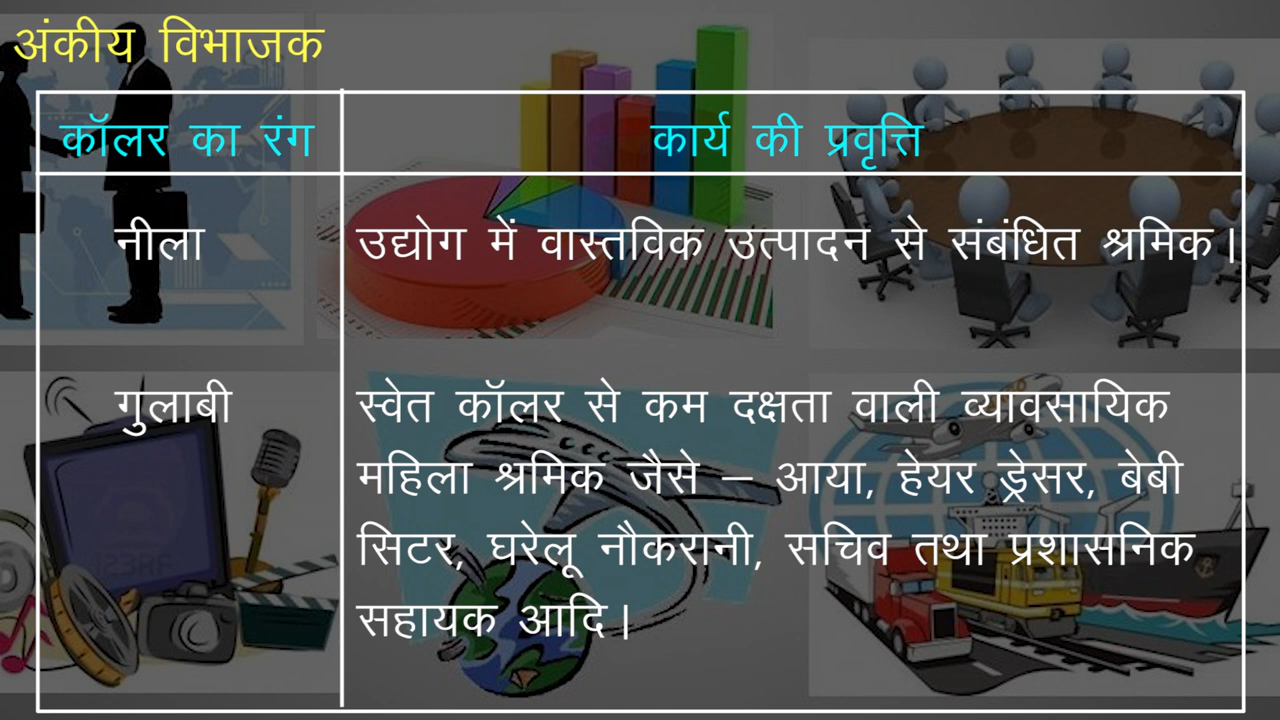 अंकीय विभाजक
कॉलर का रंग
कार्य की प्रवृत्ति
नीला
उद्योग में वास्तविक उत्पादन से संबंधित श्रमिक।
गुलाबी
स्वेत कॉलर से कम दक्षता वाली व्यावसायिक
महिला श्रमिक जैसे – आया, हेयर ड्रेसर, बेबी
सिटर, घरेलू नौकरानी, सचिव तथा प्रशासनिक
सहायक आदि।